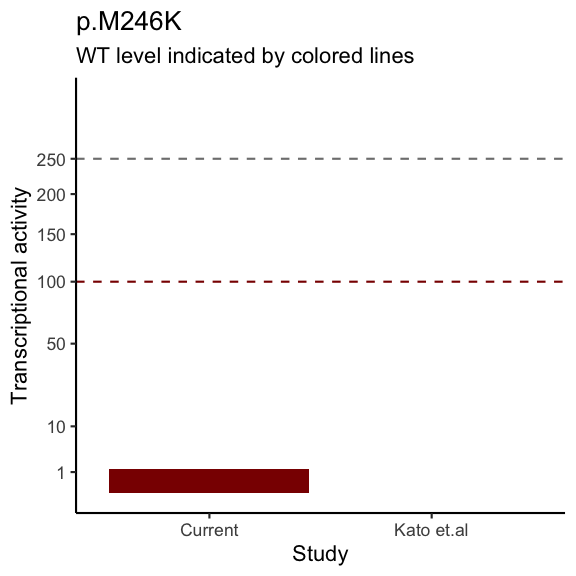 p.M246K
WT level indicated by colored lines
Transcriptional activity
250
200
150
100
50
10
1
Current
Kato et.al
Study